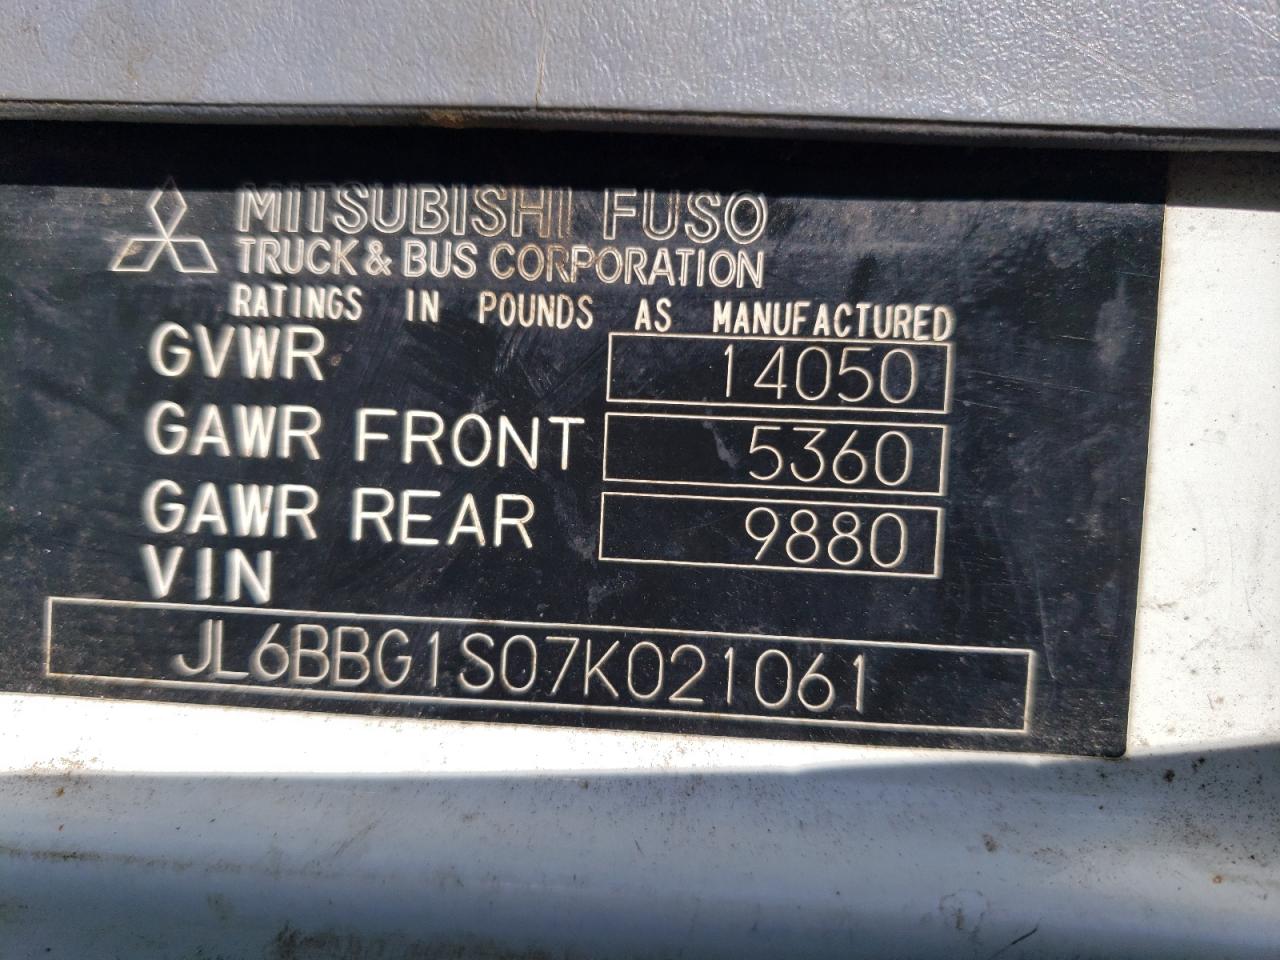 MITSUBISHI FUSO
TRUCK & BUS CORPORATION
RATINGS IN POUNDS AS MANUFACTURED
GVWR 14050
GAWR FRONT 5360
GAWR REAR 9880
VIN
JL6BBG1S07K021061